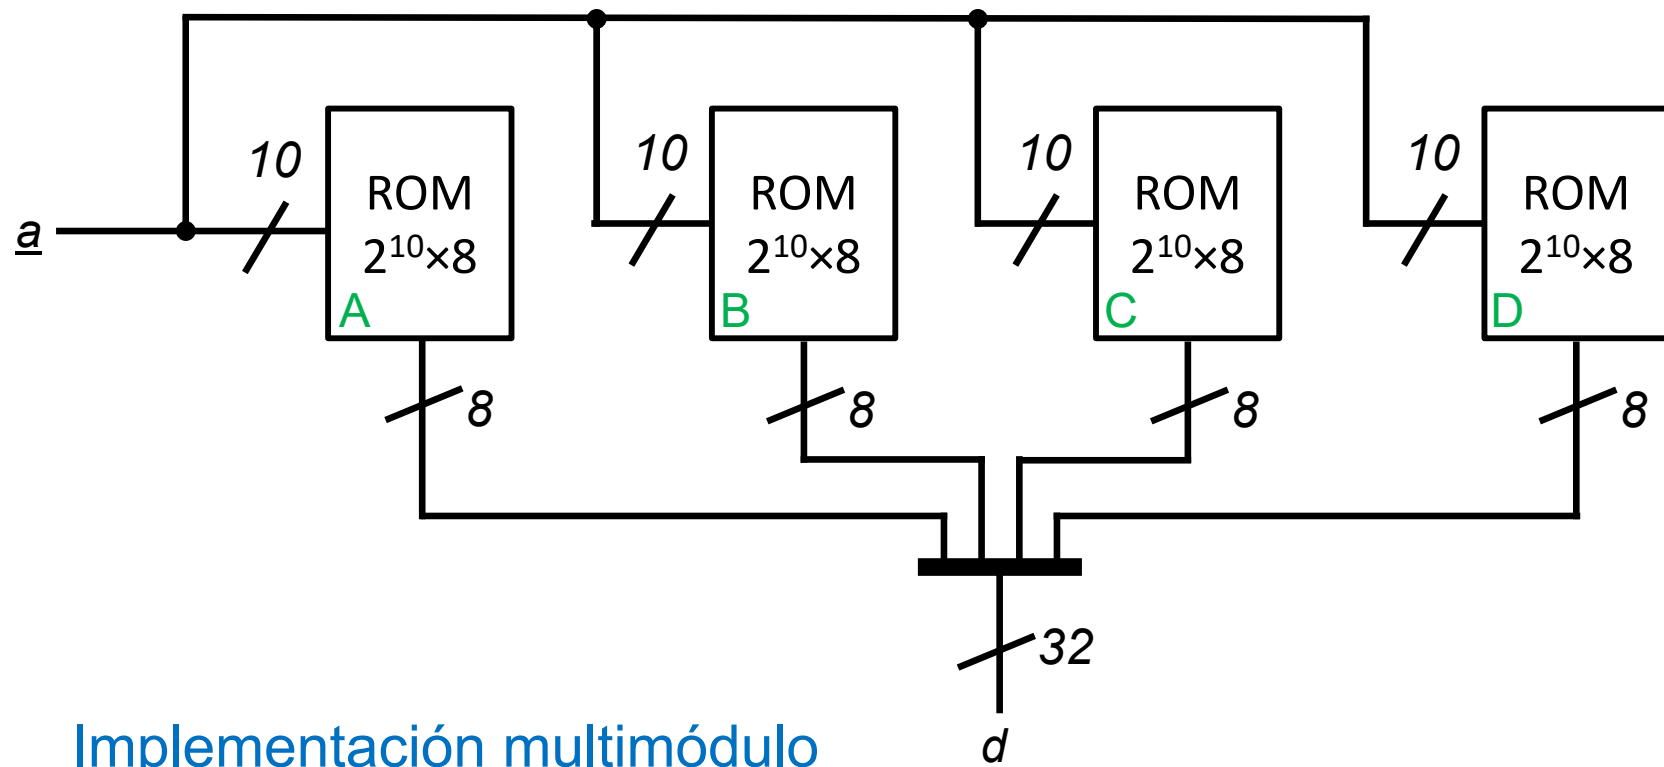 10 10 10 10
ROM ROM ROM ROM
a 2¹⁰×8 2¹⁰×8 2¹⁰×8 2¹⁰×8
A B C D
8 8 8 8
32
Implementación multimódulo d